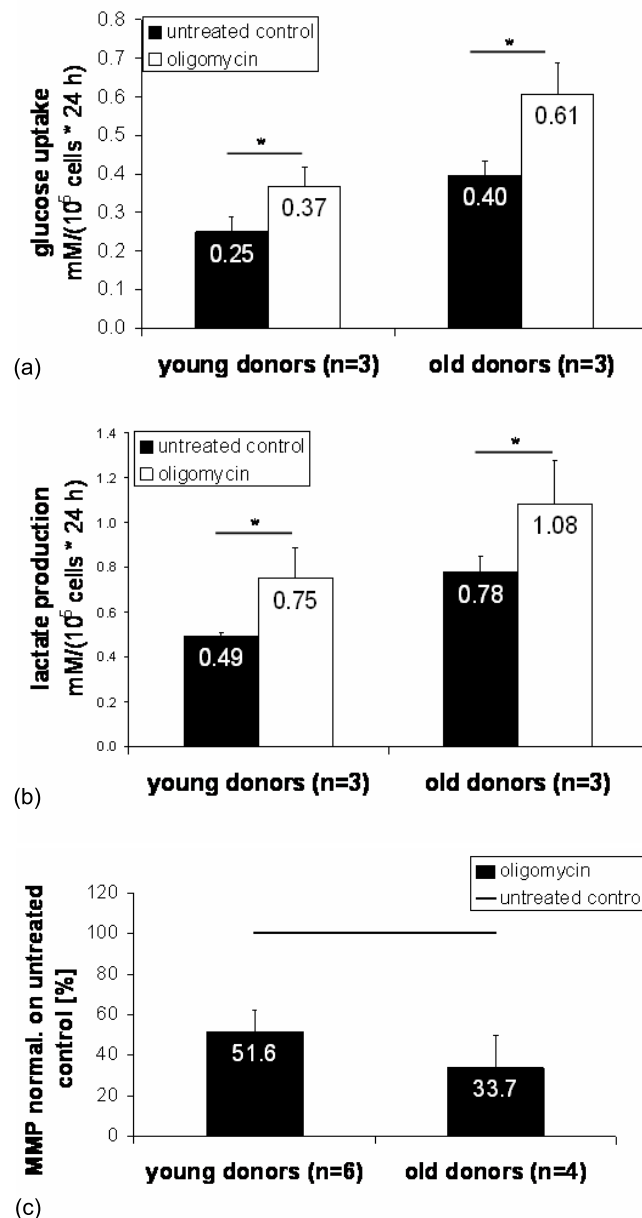 0.8
0.7
0.6
0.5
0.4
0.3
0.2
0.1
0.0
glucose uptake
mM/(10^5 cells * 24 h)
untreated control
oligomycin
*
*
0.25
0.37
0.40
0.61
young donors (n=3)
old donors (n=3)
(a)
1.4
1.2
1.0
0.8
0.6
0.4
0.2
0.0
lactate production
mM/(10^5 cells * 24 h)
untreated control
oligomycin
*
*
0.49
0.75
0.78
1.08
young donors (n=3)
old donors (n=3)
(b)
120
100
80
60
40
20
0
MMP normal. on untreated
control [%]
oligomycin
untreated control
51.6
33.7
young donors (n=6)
old donors (n=4)
(c)